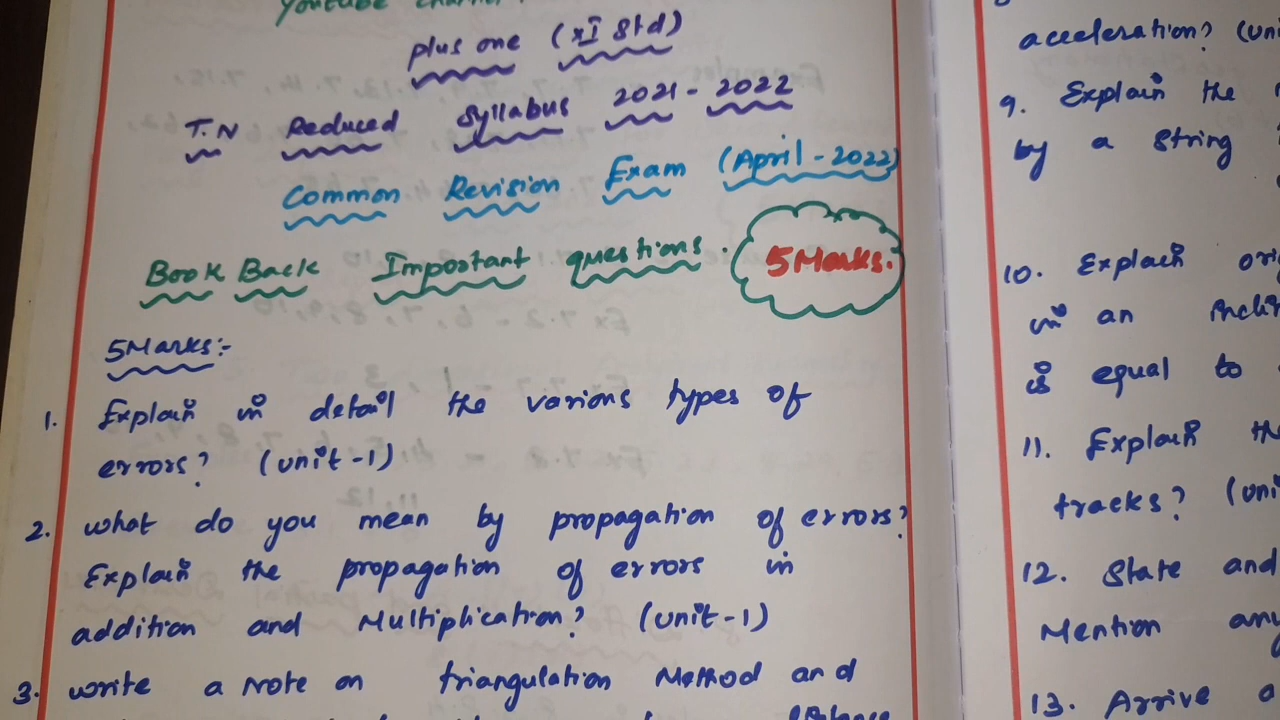 Youtube channel
plus one (XI Std)
T.N Reduced Syllabus 2021-2022
Common Revision Exam (April-2022)
Book Back Important questions. 5Marks.
5Marks:-
1. Explain in detail the various types of
errors? (unit-1)
2. what do you mean by propagation of errors?
Explain the propagation of errors in
addition and Multiplication? (unit-1)
3. write a note on triangulation Method and
acceleration? (uni
9. Explain the
by a string
10. Explain
in an
is equal to
11. Explain the
tracks? (uni
12. State and
Mention any
13. Arrive a